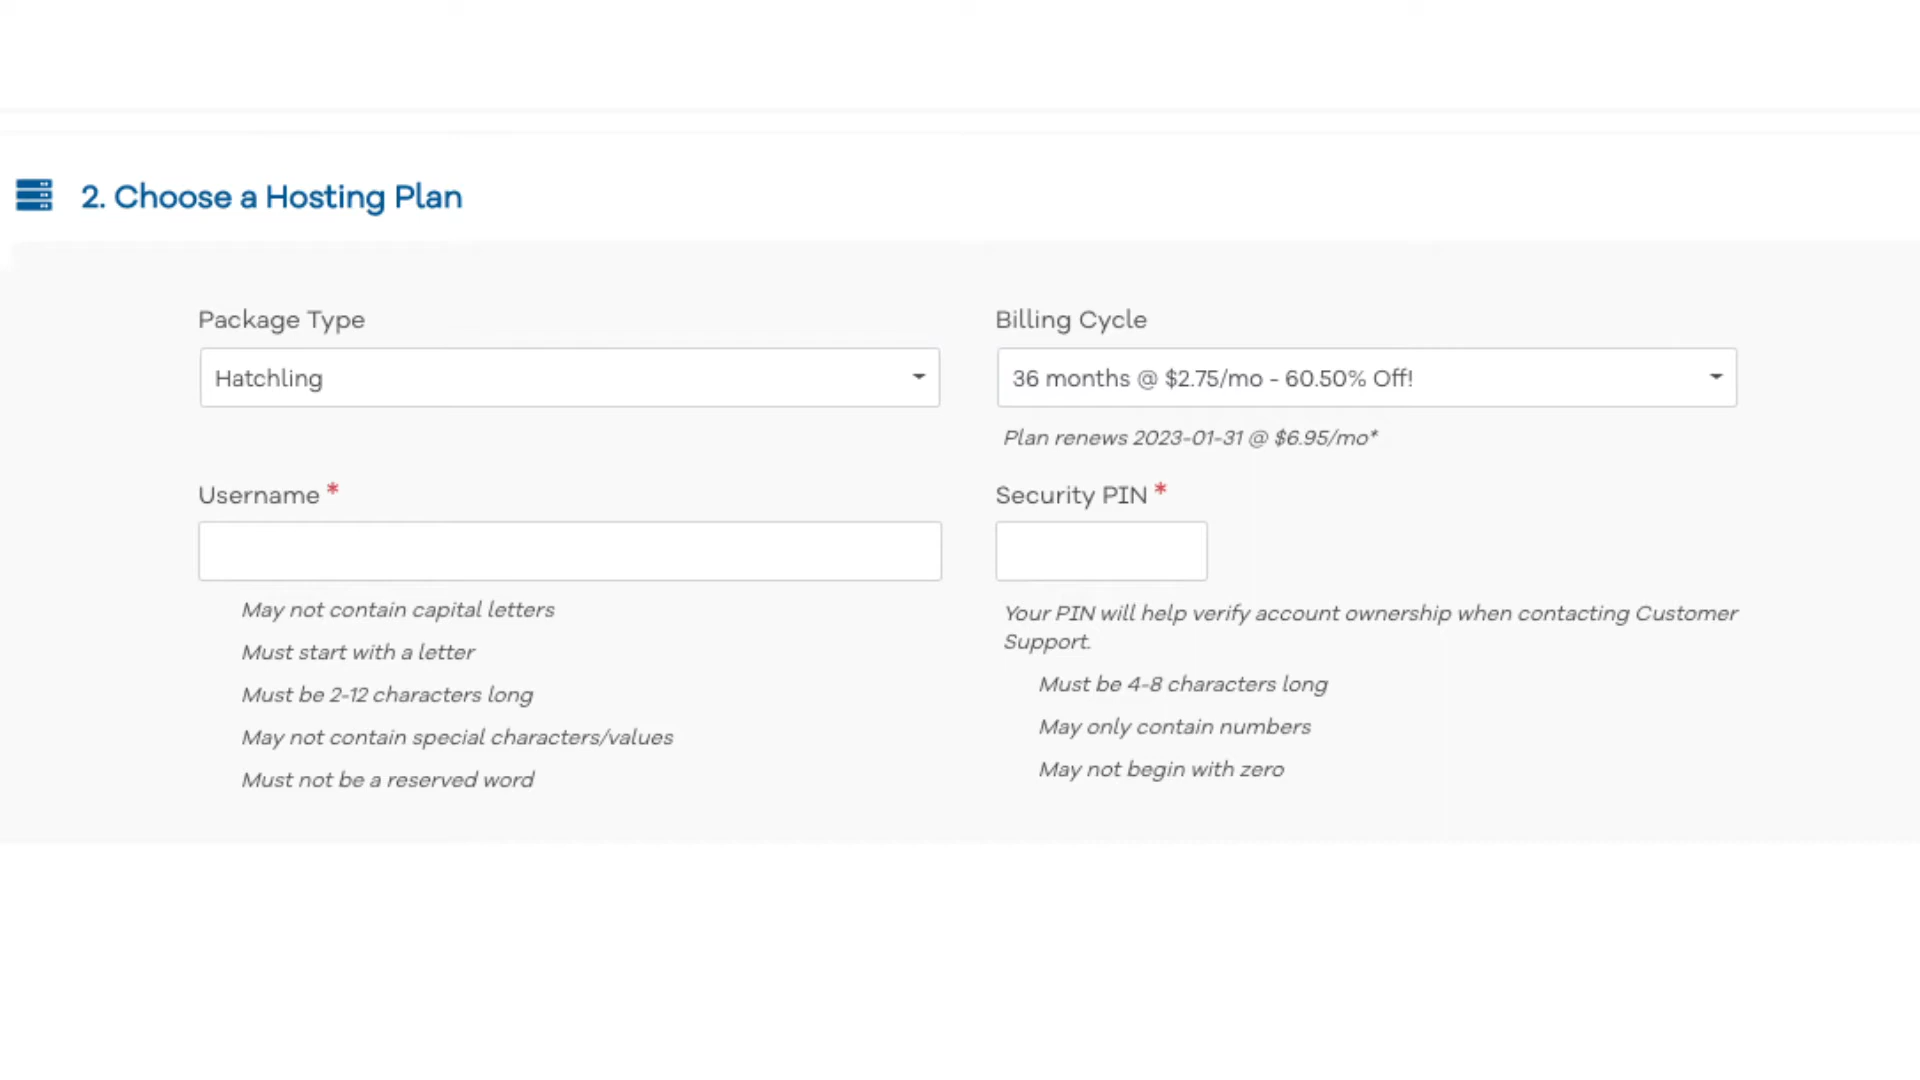 2. Choose a Hosting Plan
Package Type
Hatchling
Billing Cycle
36 months @ $2.75/mo - 60.50% Off!
Plan renews 2023-01-31 @ $6.95/mo*
Username *
May not contain capital letters
Must start with a letter
Must be 2-12 characters long
May not contain special characters/values
Must not be a reserved word
Security PIN *
Your PIN will help verify account ownership when contacting Customer
Support.
Must be 4-8 characters long
May only contain numbers
May not begin with zero